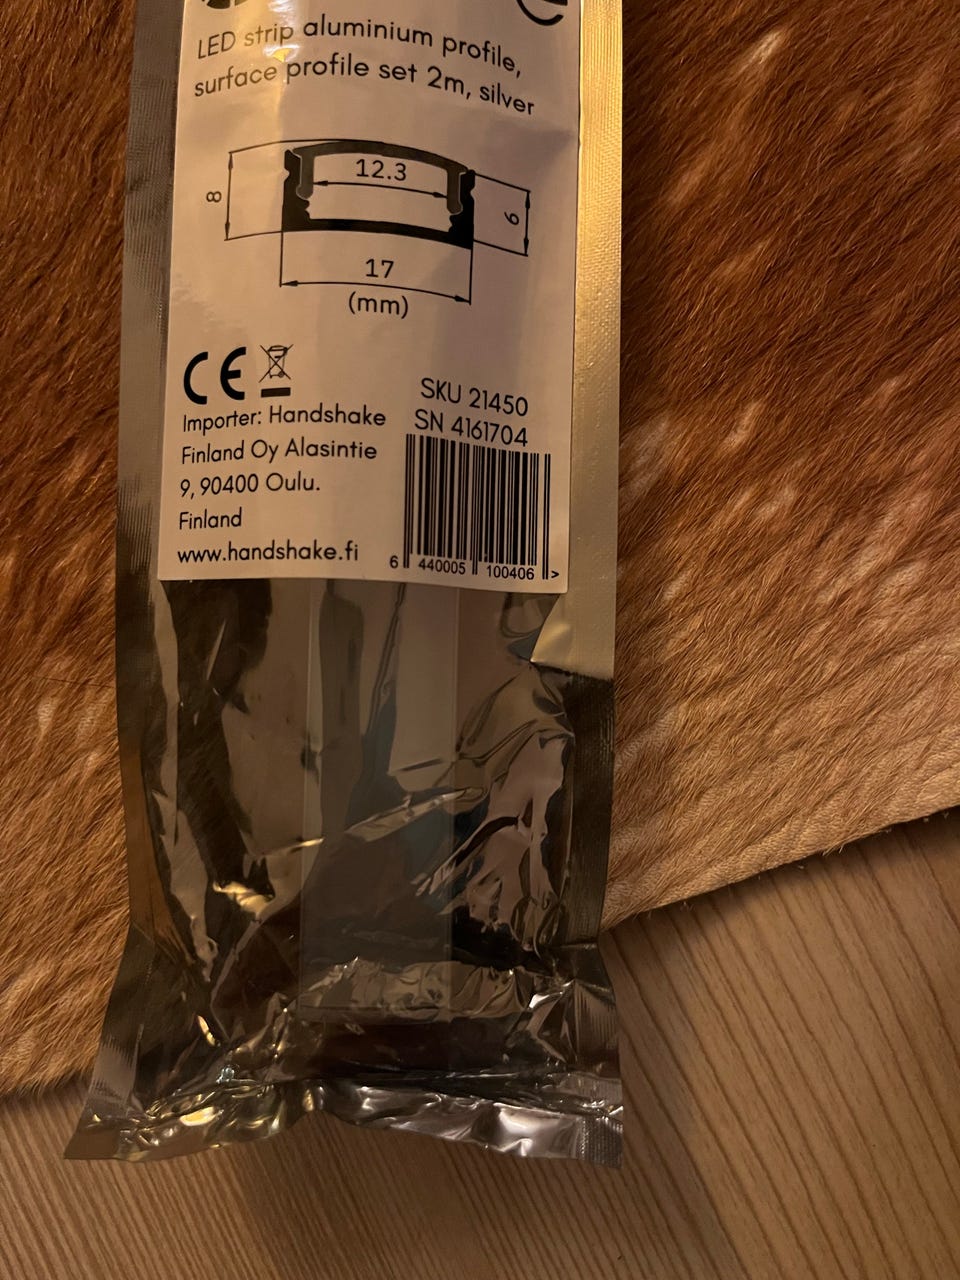 LED strip aluminium profile,
surface profile set 2m, silver
12.3
8
6
17
(mm)
CE
Importer: Handshake
Finland Oy Alasintie
9, 90400 Oulu.
Finland
www.handshake.fi
SKU 21450
SN 4161704
6 440005 100406 >